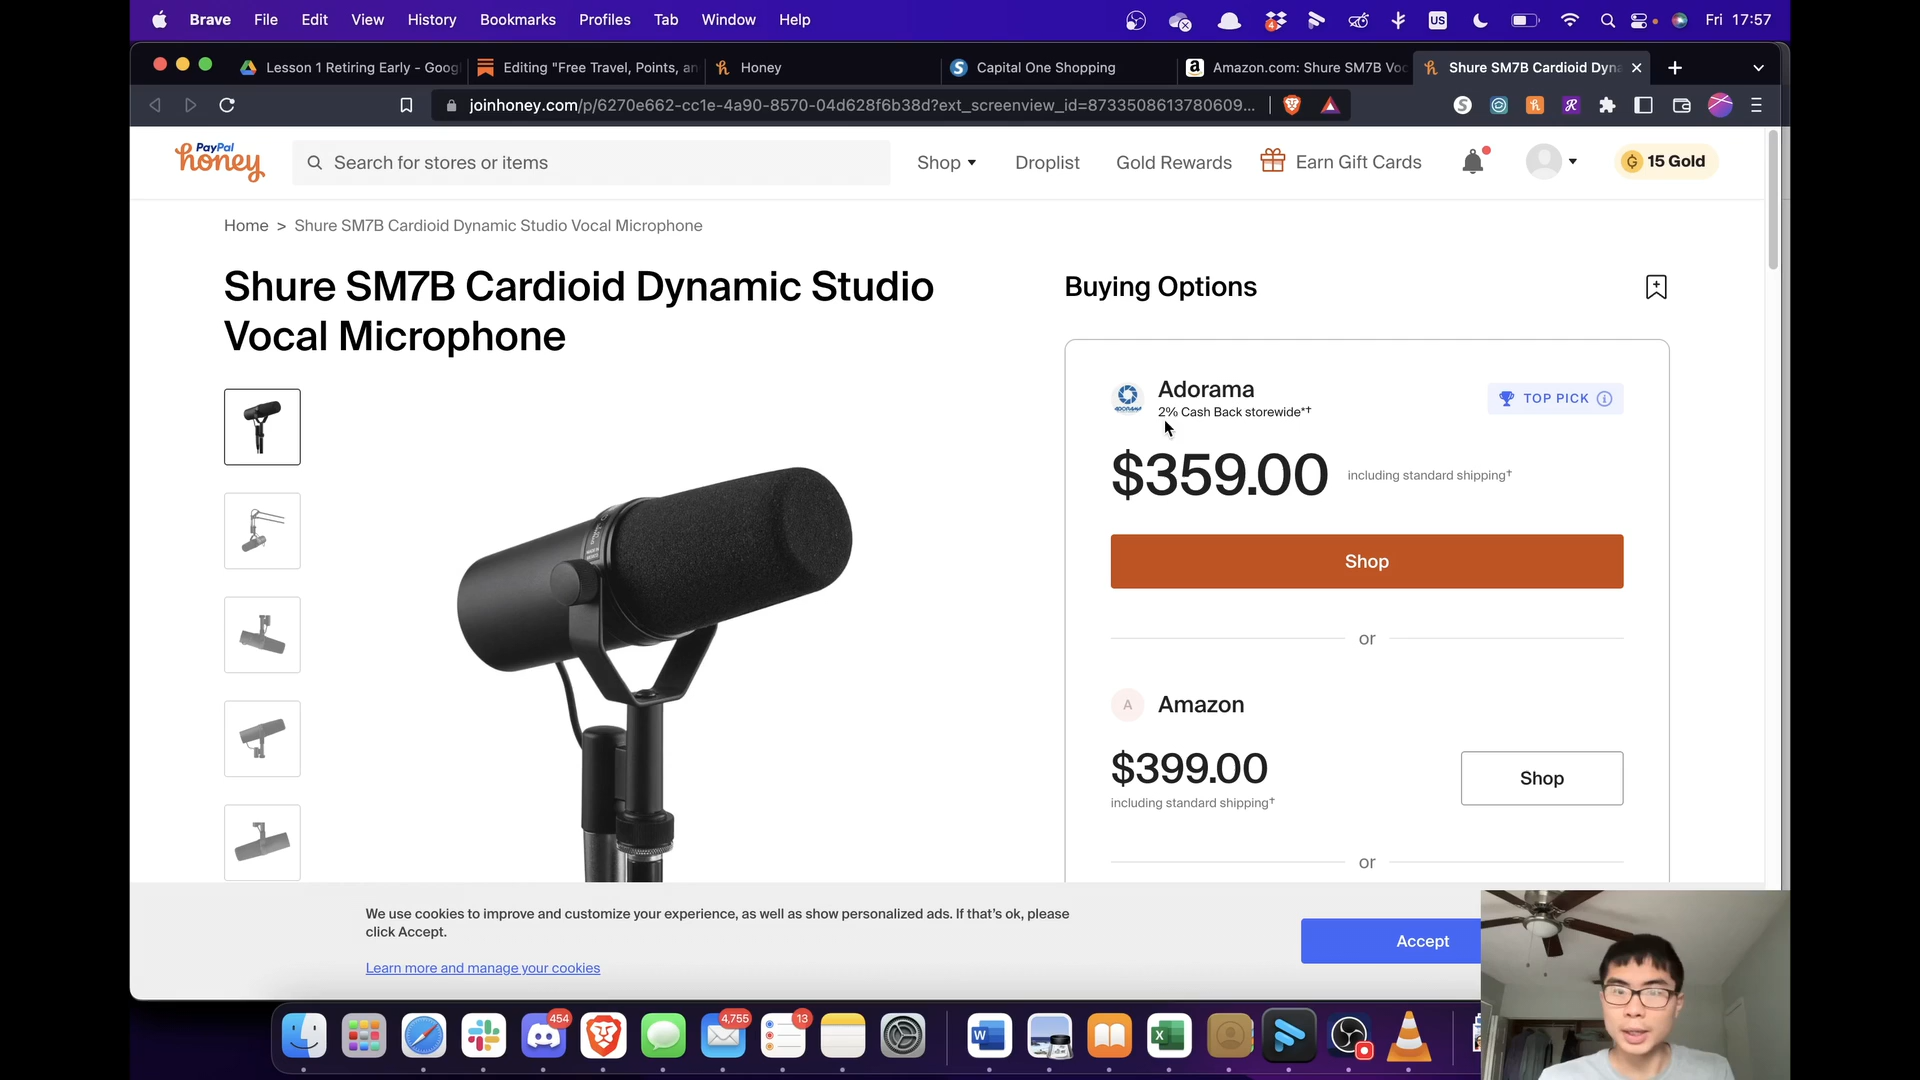 Brave File Edit View History Bookmarks Profiles Tab Window Help
4 US Fri 17:57
Lesson 1 Retiring Early - Goog
Editing "Free Travel, Points, an
Honey
Capital One Shopping
Amazon.com: Shure SM7B Voc
Shure SM7B Cardioid Dyna
joinhoney.com/p/6270e662-cc1e-4a90-8570-04d628f6b38d?ext_screenview_id=8733508613780609...
PayPal
honey
Search for stores or items
Shop
Droplist
Gold Rewards
Earn Gift Cards
15 Gold
Home > Shure SM7B Cardioid Dynamic Studio Vocal Microphone
Shure SM7B Cardioid Dynamic Studio
Vocal Microphone
Buying Options
Adorama
2% Cash Back storewide*†
TOP PICK
$359.00 including standard shipping†
Shop
or
A Amazon
$399.00
including standard shipping†
Shop
or
We use cookies to improve and customize your experience, as well as show personalized ads. If that's ok, please
click Accept.
Learn more and manage your cookies
Accept
454
4,755
13